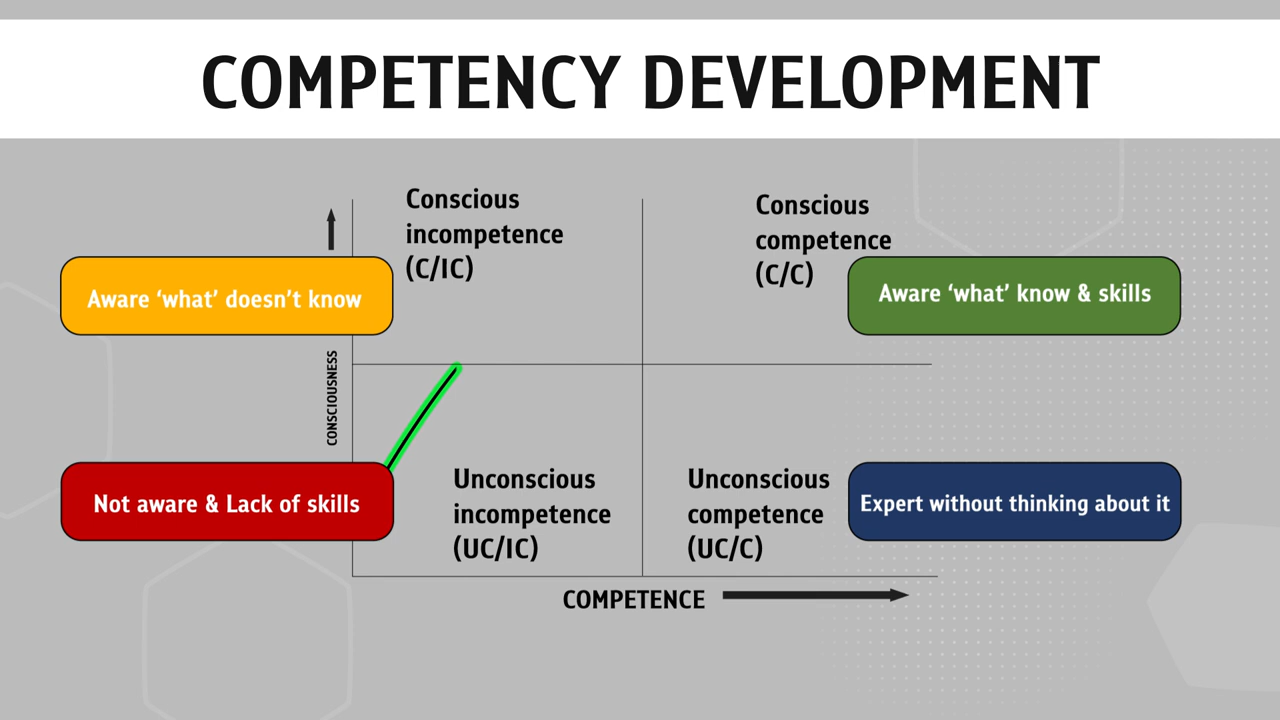 COMPETENCY DEVELOPMENT
Conscious
incompetence
(C/IC)
Conscious
competence
(C/C)
Aware ‘what’ doesn’t know
Aware ‘what’ know & skills
CONSCIOUSNESS
Not aware & Lack of skills
Unconscious
incompetence
(UC/IC)
Unconscious
competence
(UC/C)
Expert without thinking about it
COMPETENCE